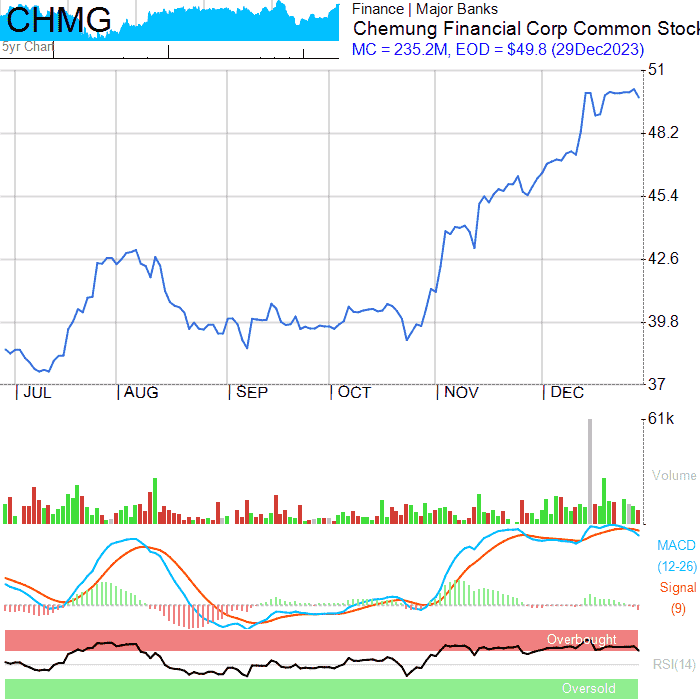 CHMG
5yr Chart
Finance | Major Banks
Chemung Financial Corp Common Stock
MC = 235.2M, EOD = $49.8 (29Dec2023)
51
48.2
45.4
42.6
39.8
37
JUL AUG SEP OCT NOV DEC
61k
Volume
MACD
(12-26)
Signal
(9)
Overbought
RSI(14)
Oversold